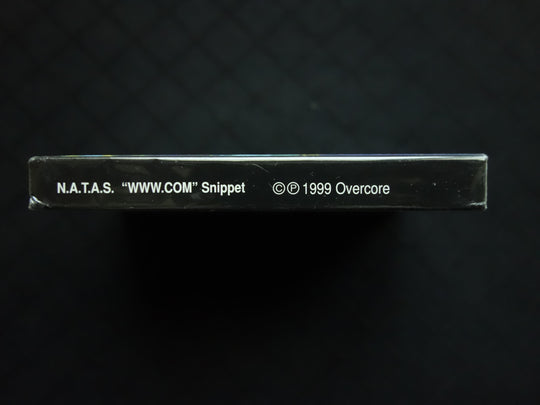 N.A.T.A.S. “WWW.COM” Snippet ©℗ 1999 Overcore